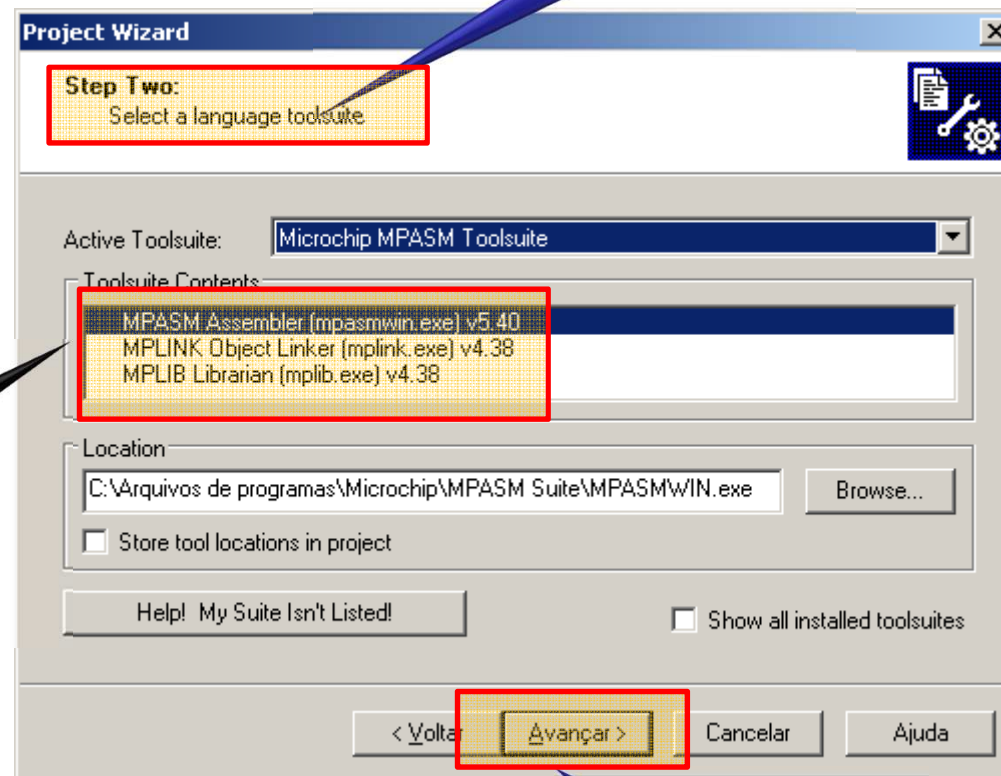 Project Wizard
Step Two:
Select a language toolsuite
Active Toolsuite: Microchip MPASM Toolsuite
Toolsuite Contents
MPASM Assembler (mpasmwin.exe) v5.40
MPLINK Object Linker (mplink.exe) v4.38
MPLIB Librarian (mplib.exe) v4.38
Location
C:\Arquivos de programas\Microchip\MPASM Suite\MPASMWIN.exe Browse...
Store tool locations in project
Help! My Suite Isn't Listed! Show all installed toolsuites
< Voltar Avançar > Cancelar Ajuda